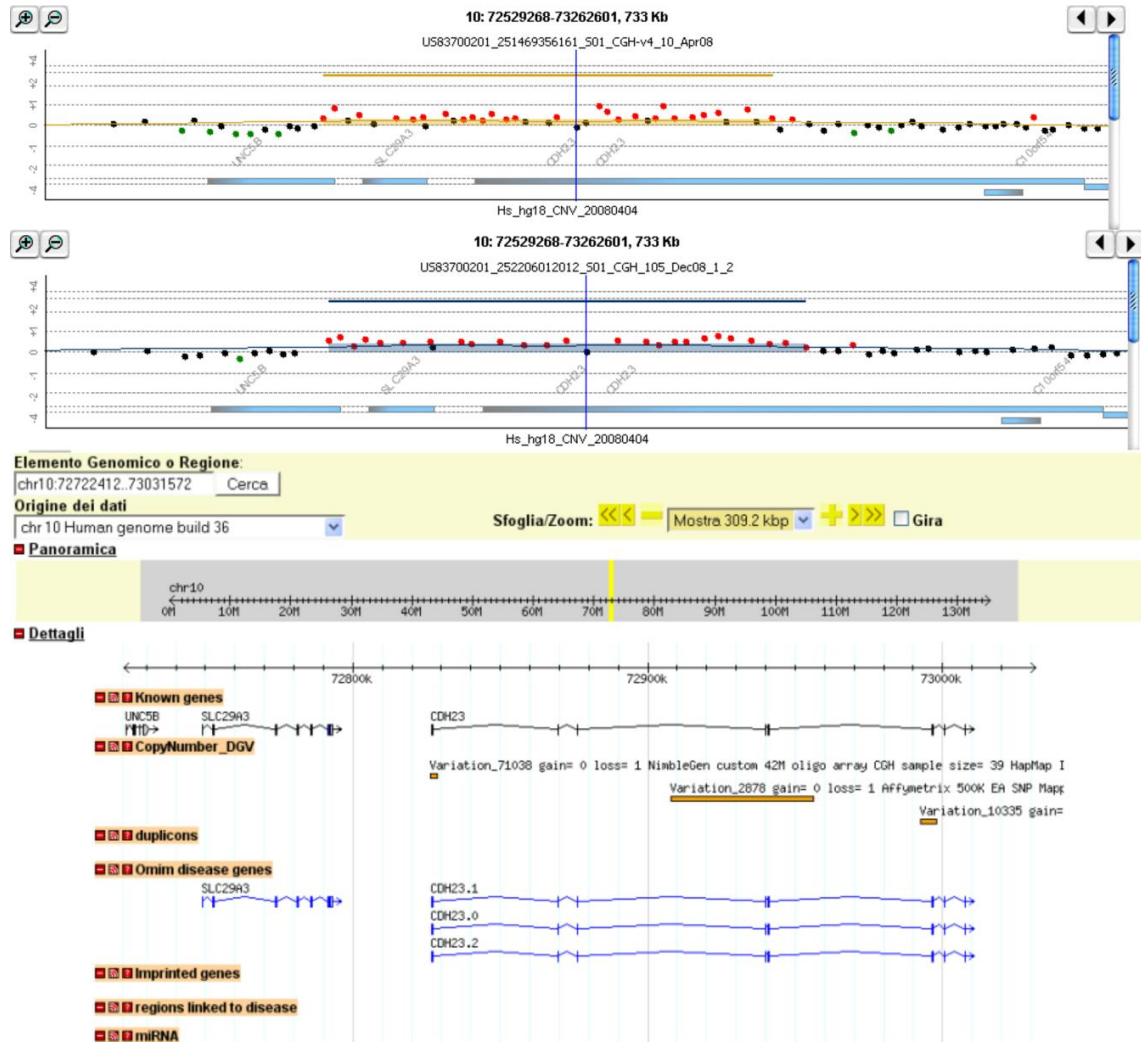 10: 72529268-73262601, 733 Kb
US83700201_251469356161_S01_CGH-v4_10_Apr08
+4
+2
+1
0
-1
-2
-4
UNC5B
SLC29A3
CDH23
CDH23
C10orf54
Hs_hg18_CNV_20080404
10: 72529268-73262601, 733 Kb
US83700201_252206012012_S01_CGH_105_Dec08_1_2
+4
+2
+1
0
-1
-2
-4
UNC5B
SLC29A3
CDH23
CDH23
C10orf54
Hs_hg18_CNV_20080404
Elemento Genomico o Regione:
chr10:72722412..73031572 Cerca
Origine dei dati
chr 10 Human genome build 36
Sfoglia/Zoom: Mostra 309.2 kbp Gira
Panoramica
chr10
0M 10M 20M 30M 40M 50M 60M 70M 80M 90M 100M 110M 120M 130M
Dettagli
72800k 72900k 73000k
Known genes
UNC5B SLC29A3 CDH23
CopyNumber_DGV
Variation_71038 gain= 0 loss= 1 NimbleGen custom 42M oligo array CGH sample size= 39 HapMap I
Variation_2878 gain= 0 loss= 1 Affymetrix 500K EA SNP Mapp
Variation_10335 gain=
duplicons
Omim disease genes
SLC29A3 CDH23.1
CDH23.0
CDH23.2
Imprinted genes
regions linked to disease
miRNA